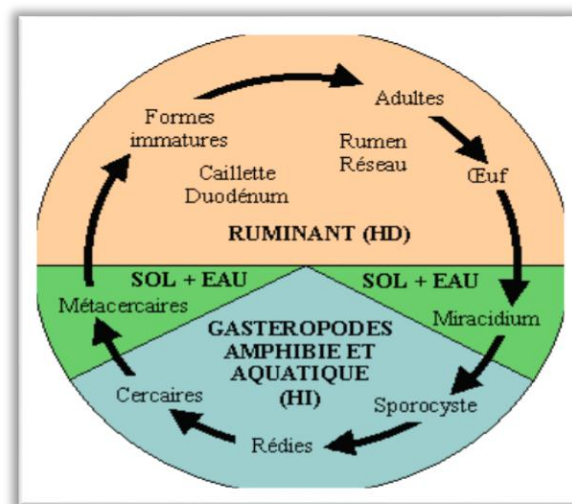 Formes
immatures
Adultes
Rumen
Réseau
Caillette
Duodénum
Œuf
RUMINANT (HD)
SOL + EAU
SOL + EAU
Métacercaires
Miracidium
GASTEROPODES
AMPHIBIE ET
AQUATIQUE
(HI)
Cercaires
Sporocyste
Rédies